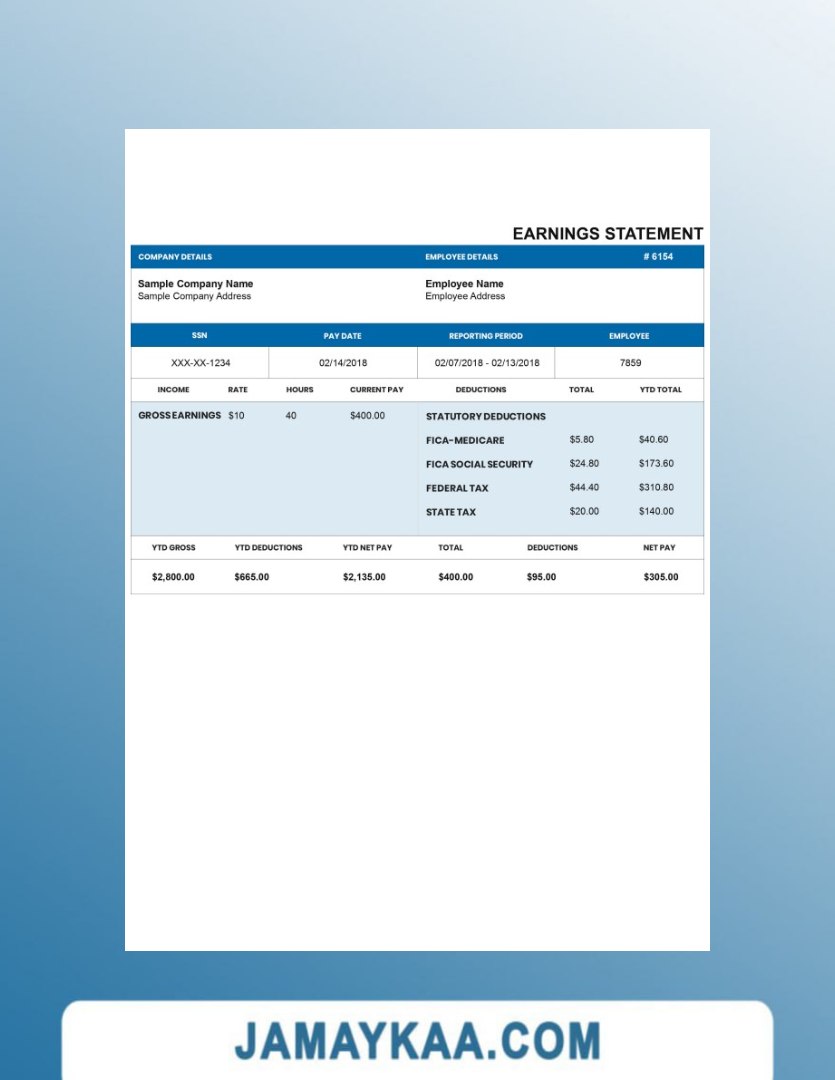 EARNINGS STATEMENT
COMPANY DETAILS EMPLOYEE DETAILS # 6154
Sample Company Name Employee Name
Sample Company Address Employee Address
SSN PAY DATE REPORTING PERIOD EMPLOYEE
XXX-XX-1234 02/14/2018 02/07/2018 - 02/13/2018 7859
INCOME RATE HOURS CURRENT PAY DEDUCTIONS TOTAL YTD TOTAL
GROSS EARNINGS $10 40 $400.00 STATUTORY DEDUCTIONS
FICA-MEDICARE $5.80 $40.60
FICA SOCIAL SECURITY $24.80 $173.60
FEDERAL TAX $44.40 $310.80
STATE TAX $20.00 $140.00
YTD GROSS YTD DEDUCTIONS YTD NET PAY TOTAL DEDUCTIONS NET PAY
$2,800.00 $665.00 $2,135.00 $400.00 $95.00 $305.00
JAMAYKAA.COM